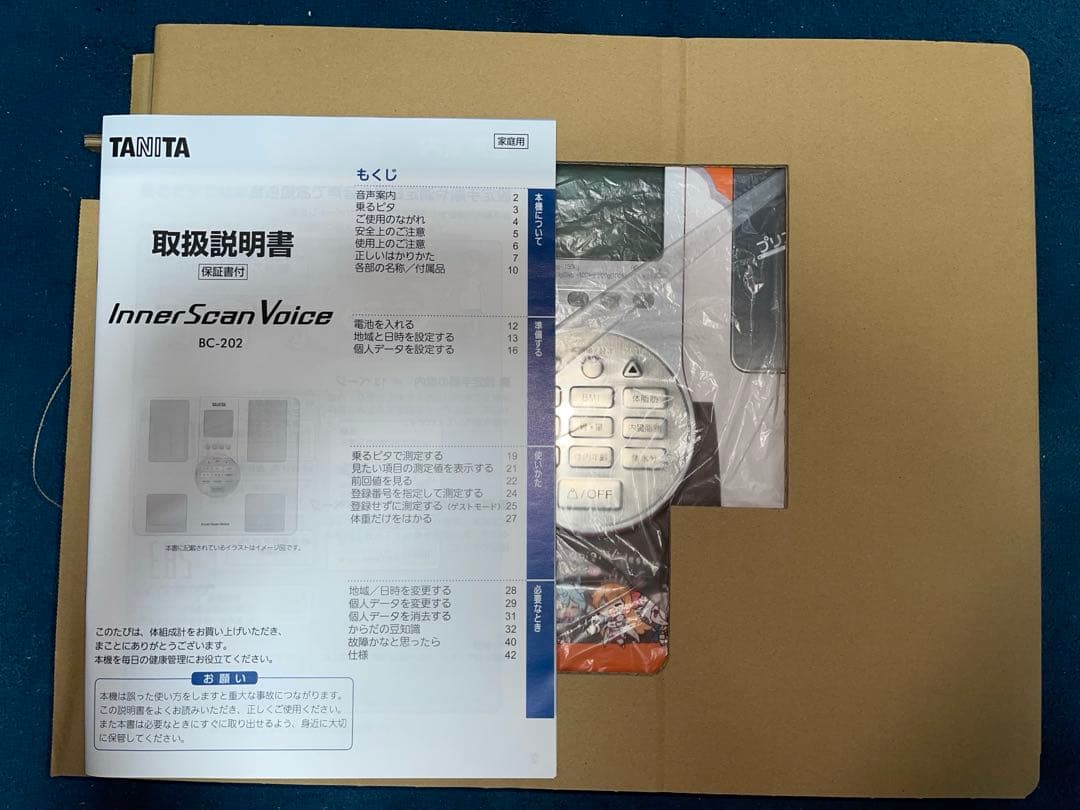 TANITA
家庭用
取扱説明書
保証書付
InnerScan Voice
BC-202
TANITA
InnerScan Voice
本書に記載されているイラストはイメージ図です。
このたびは、体組成計をお買い上げいただき、
まことにありがとうございます。
本機を毎日の健康管理にお役立てください。
お願い
本機は誤った使い方をしますと重大な事故につながります。
この説明書をよくお読みいただき、正しくご使用ください。
また本書は必要なときにすぐに取り出せるよう、身近に大切
に保管してください。
もくじ
本機について
音声案内 2
乗るピタ 3
ご使用のながれ 4
安全上のご注意 5
使用上のご注意 6
正しいはかりかた 7
各部の名称／付属品 10
準備する
電池を入れる 12
地域と日時を設定する 13
個人データを設定する 16
使いかた
乗るピタで測定する 19
見たい項目の測定値を表示する 21
前回値を見る 22
登録番号を指定して測定する 24
登録せずに測定する（ゲストモード） 25
体重だけをはかる 27
必要なとき
地域／日時を変更する 28
個人データを変更する 29
個人データを消去する 31
からだの豆知識 32
故障かなと思ったら 40
仕様 42
BMI
体脂肪
内臓脂肪
体内年齢
体水分
/OFF
プリ